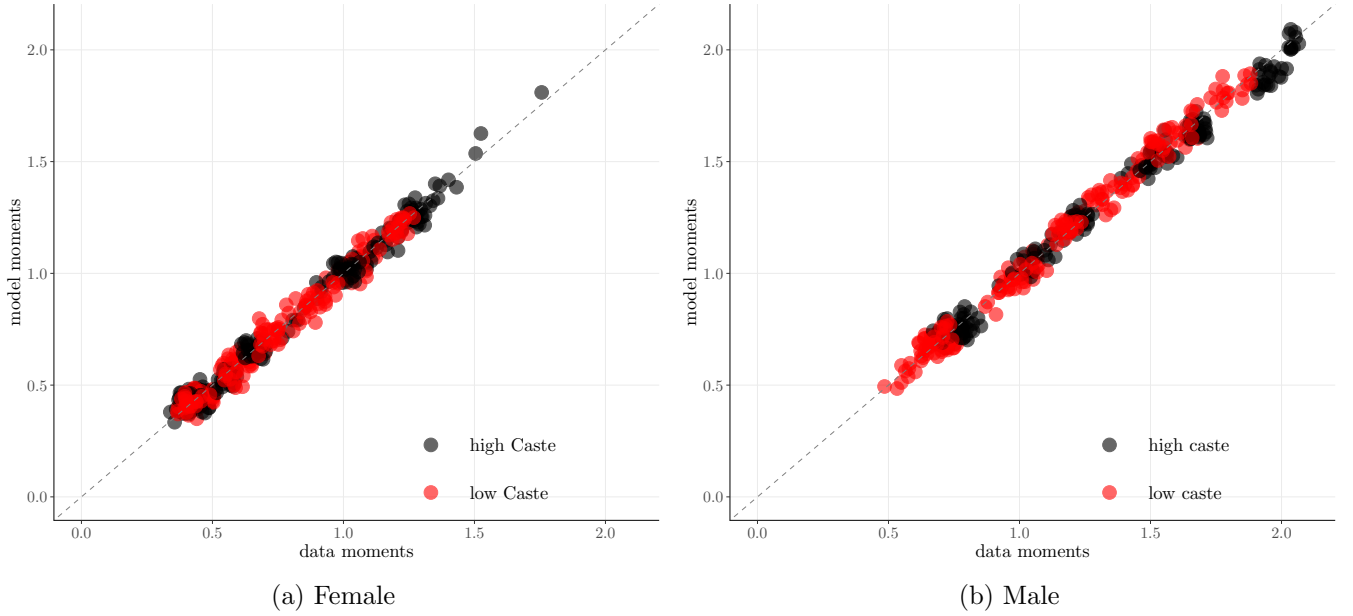 2.0
1.5
1.0
0.5
0.0
model moments
0.0 0.5 1.0 1.5 2.0
data moments
high Caste
low Caste
(a) Female
2.0
1.5
1.0
0.5
0.0
model moments
0.0 0.5 1.0 1.5 2.0
data moments
high caste
low caste
(b) Male